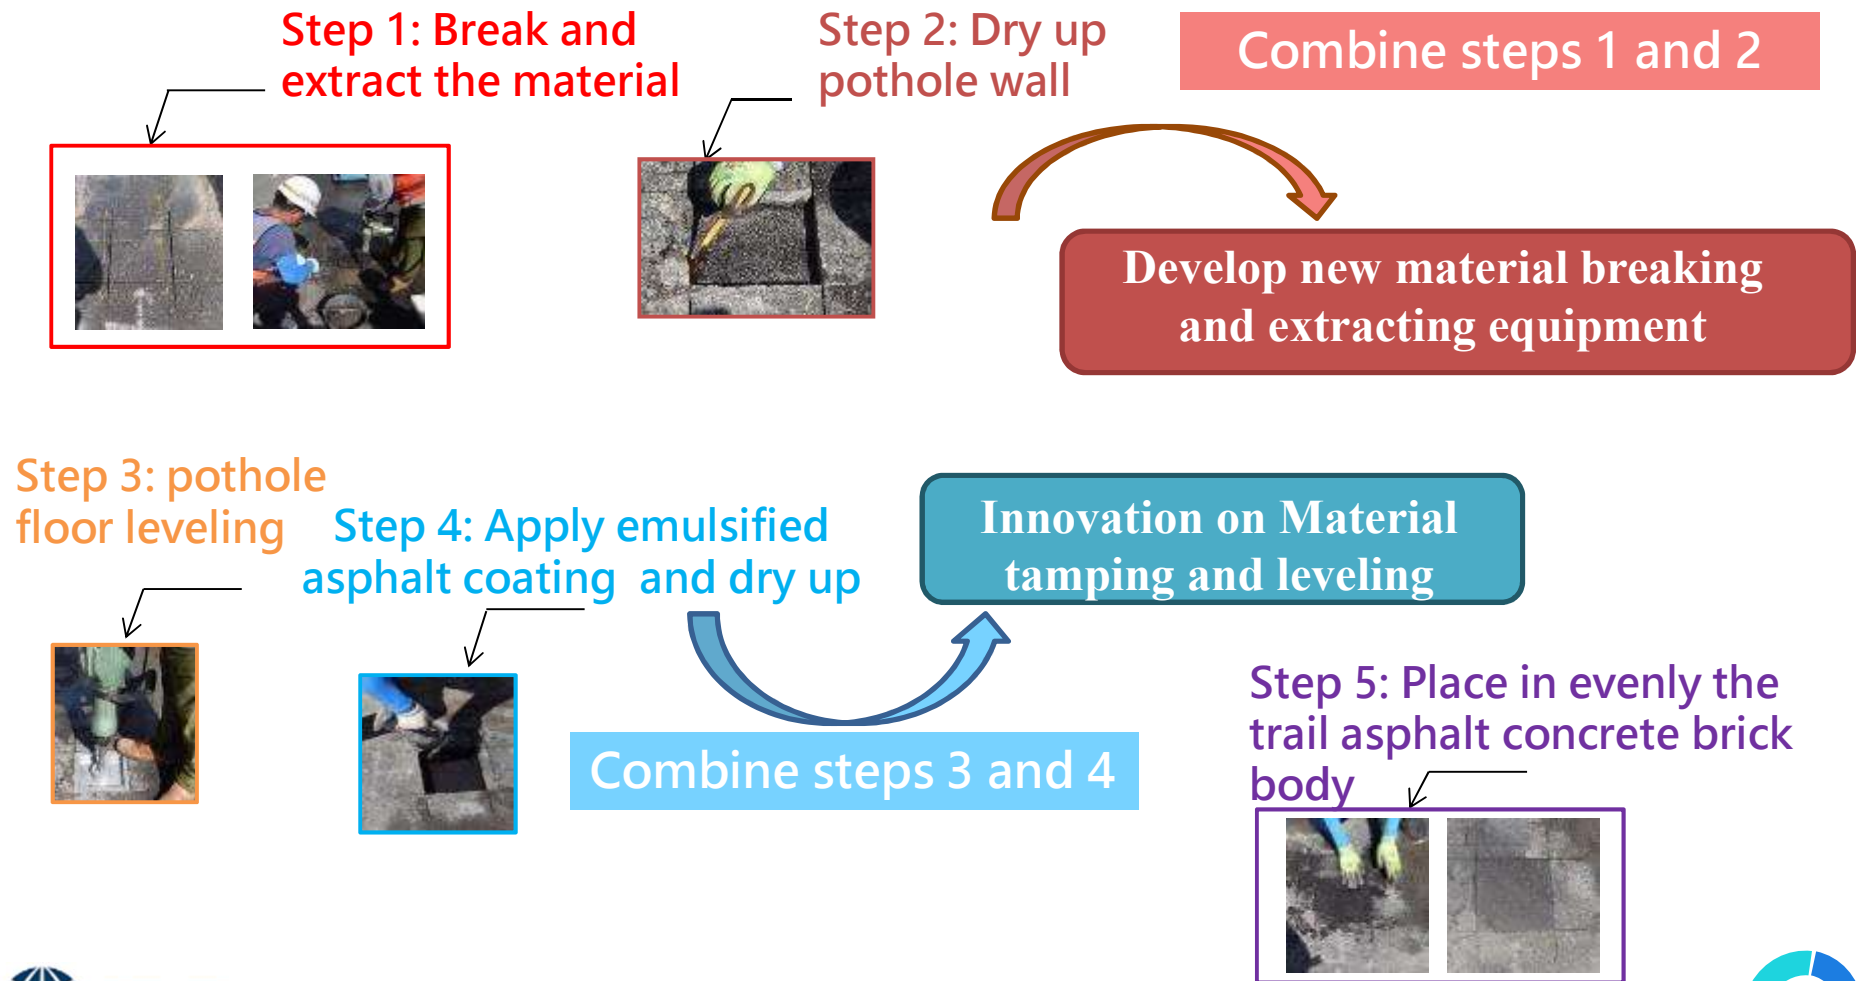 Step 1: Break and
extract the material
Step 2: Dry up
pothole wall
Combine steps 1 and 2
Develop new material breaking
and extracting equipment
Step 3: pothole
floor leveling
Step 4: Apply emulsified
asphalt coating  and dry up
Innovation on Material
tamping and leveling
Combine steps 3 and 4
Step 5: Place in evenly the
trail asphalt concrete brick
body